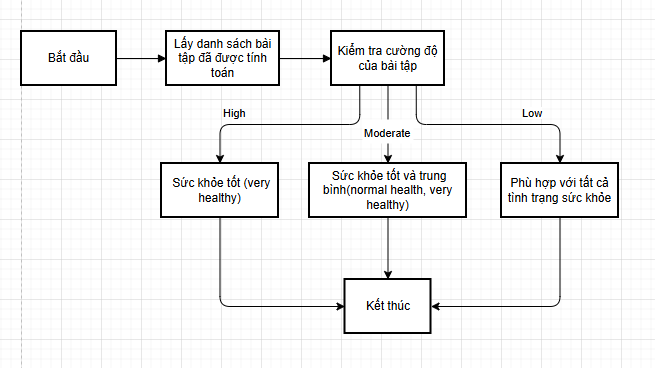 Bắt đầu
Lấy danh sách bài
tập đã được tính
toán
Kiểm tra cường độ
của bài tập
High
Moderate
Low
Sức khỏe tốt (very
healthy)
Sức khỏe tốt và trung
bình(normal health, very
healthy)
Phù hợp với tất cả
tình trạng sức khỏe
Kết thúc